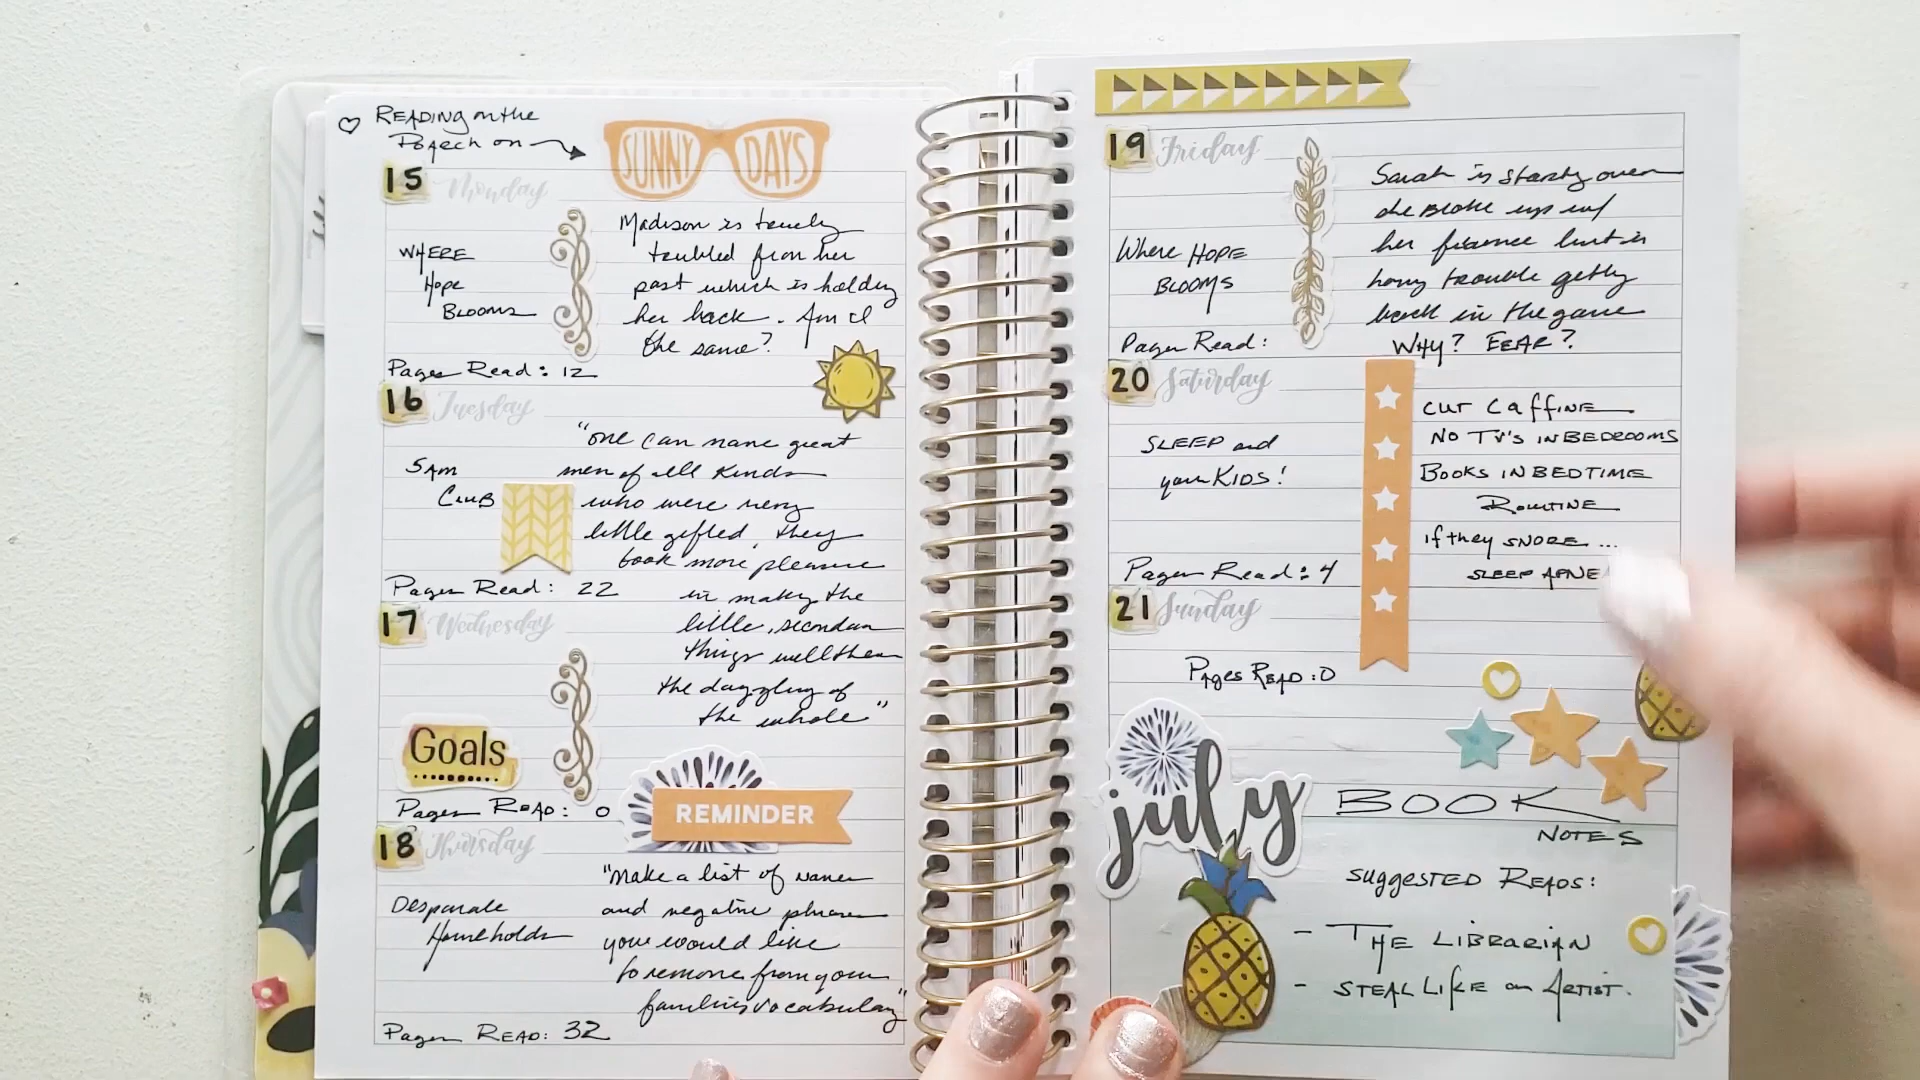 READING on the
Porch on
SUNNY DAYS
15 Monday
WHERE
Hope
BLOOMS
Madison is truely
troubled from her
past which is holding
her back. Am I
the same?
Pages Read: 12
16 Tuesday
5AM
CLUB
"one can name great
men of all kinds
who were very
little gifted, they
took more pleasure
in making the
little, secondary
things well then
the dazzling of
the whole"
Pages Read: 22
17 Wednesday
Goals
Pages READ: 0
REMINDER
18 Thursday
Desparate
Households
"Make a list of names
and negative phrases
your would like
to remove from your
families vocabulary"
Pages READ: 32
19 Friday
Where HOPE
BLOOMS
Sarah is starting over
she broke up w/
her fiance but is
having trouble getting
back in the game
WHY? FEAR?
Pages Read:
20 Saturday
SLEEP and
your KIDS!
CUT CAFFINE
NO TV'S IN BEDROOMS
BOOKS IN BEDTIME
ROUTINE
if they SNORE ...
SLEEP APNE
Pages Read: 4
21 Sunday
Pages READ: 0
july
BOOK
NOTES
SUGGESTED READS:
- THE LIBRARIAN
- STEAL LIKE an ARTIST.